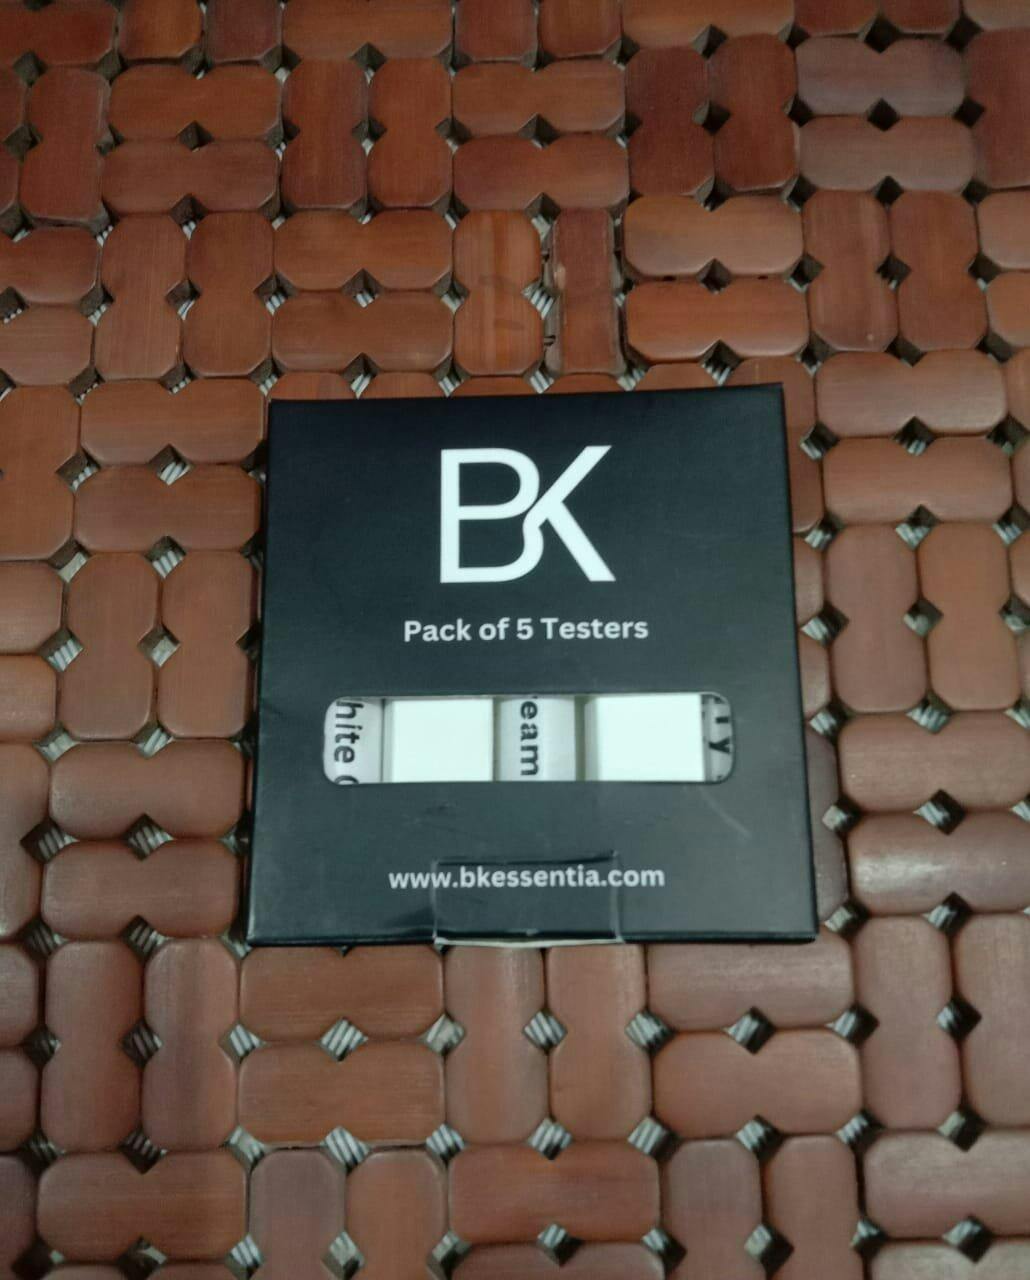 BK
Pack of 5 Testers
hite
eam
www.bkessentia.com